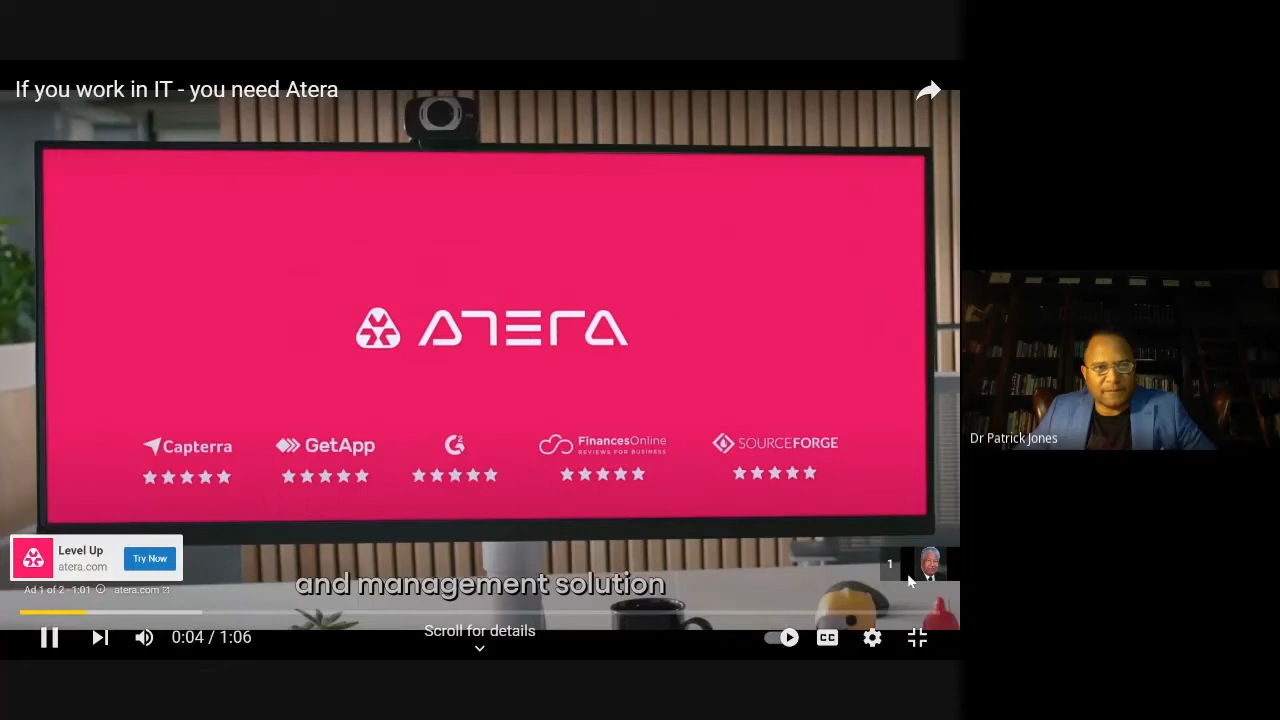 If you work in IT - you need Atera
ATERA
Capterra
GetApp
G2
FinancesOnline
REVIEWS FOR BUSINESS
SOURCEFORGE
Level Up
atera.com
Try Now
1
and management solution
Ad 1 of 2 · 1:01
atera.com
0:04 / 1:06
Scroll for details
CC
Dr Patrick Jones